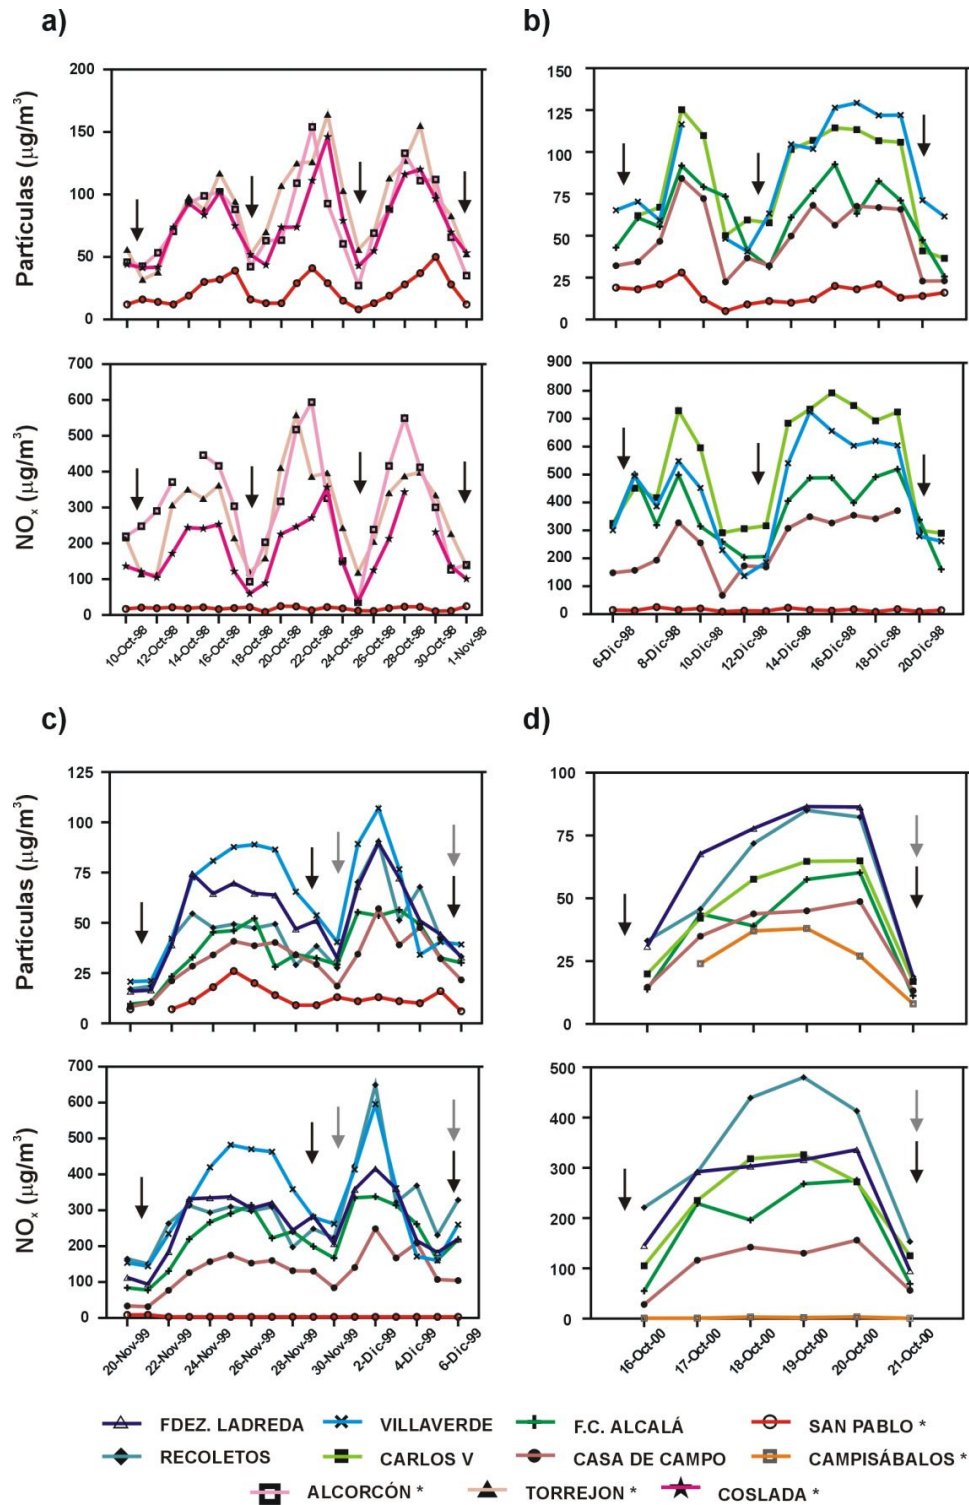 a)
b)
Partículas (µg/m³)
200
150
100
50
0
150
125
100
75
50
25
0
NOₓ (µg/m³)
700
600
500
400
300
200
100
0
900
800
700
600
500
400
300
200
100
0
10-Oct-98
12-Oct-98
14-Oct-98
16-Oct-98
18-Oct-98
20-Oct-98
22-Oct-98
24-Oct-98
26-Oct-98
28-Oct-98
30-Oct-98
1-Nov-98
6-Dic-98
8-Dic-98
10-Dic-98
12-Dic-98
14-Dic-98
16-Dic-98
18-Dic-98
20-Dic-98
c)
d)
Partículas (µg/m³)
125
100
75
50
25
0
100
75
50
25
0
NOₓ (µg/m³)
700
600
500
400
300
200
100
0
500
400
300
200
100
0
20-Nov-99
22-Nov-99
24-Nov-99
26-Nov-99
28-Nov-99
30-Nov-99
2-Dic-99
4-Dic-99
6-Dic-99
16-Oct-00
17-Oct-00
18-Oct-00
19-Oct-00
20-Oct-00
21-Oct-00
FDEZ. LADREDA VILLAVERDE F.C. ALCALÁ SAN PABLO *
RECOLETOS CARLOS V CASA DE CAMPO CAMPISÁBALOS *
ALCORCÓN * TORREJON * COSLADA *